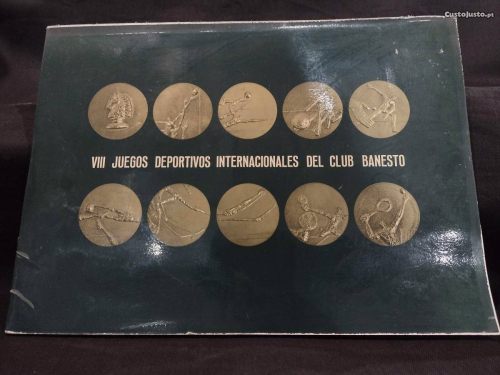 CustoJusto.pt
VIII JUEGOS DEPORTIVOS INTERNACIONALES DEL CLUB BANESTO